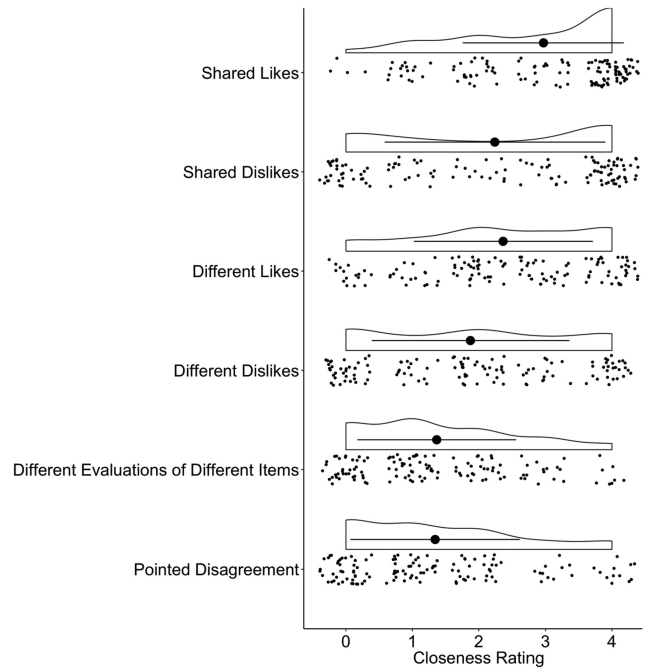 Shared Likes
Shared Dislikes
Different Likes
Different Dislikes
Different Evaluations of Different Items
Pointed Disagreement
0 1 2 3 4
Closeness Rating